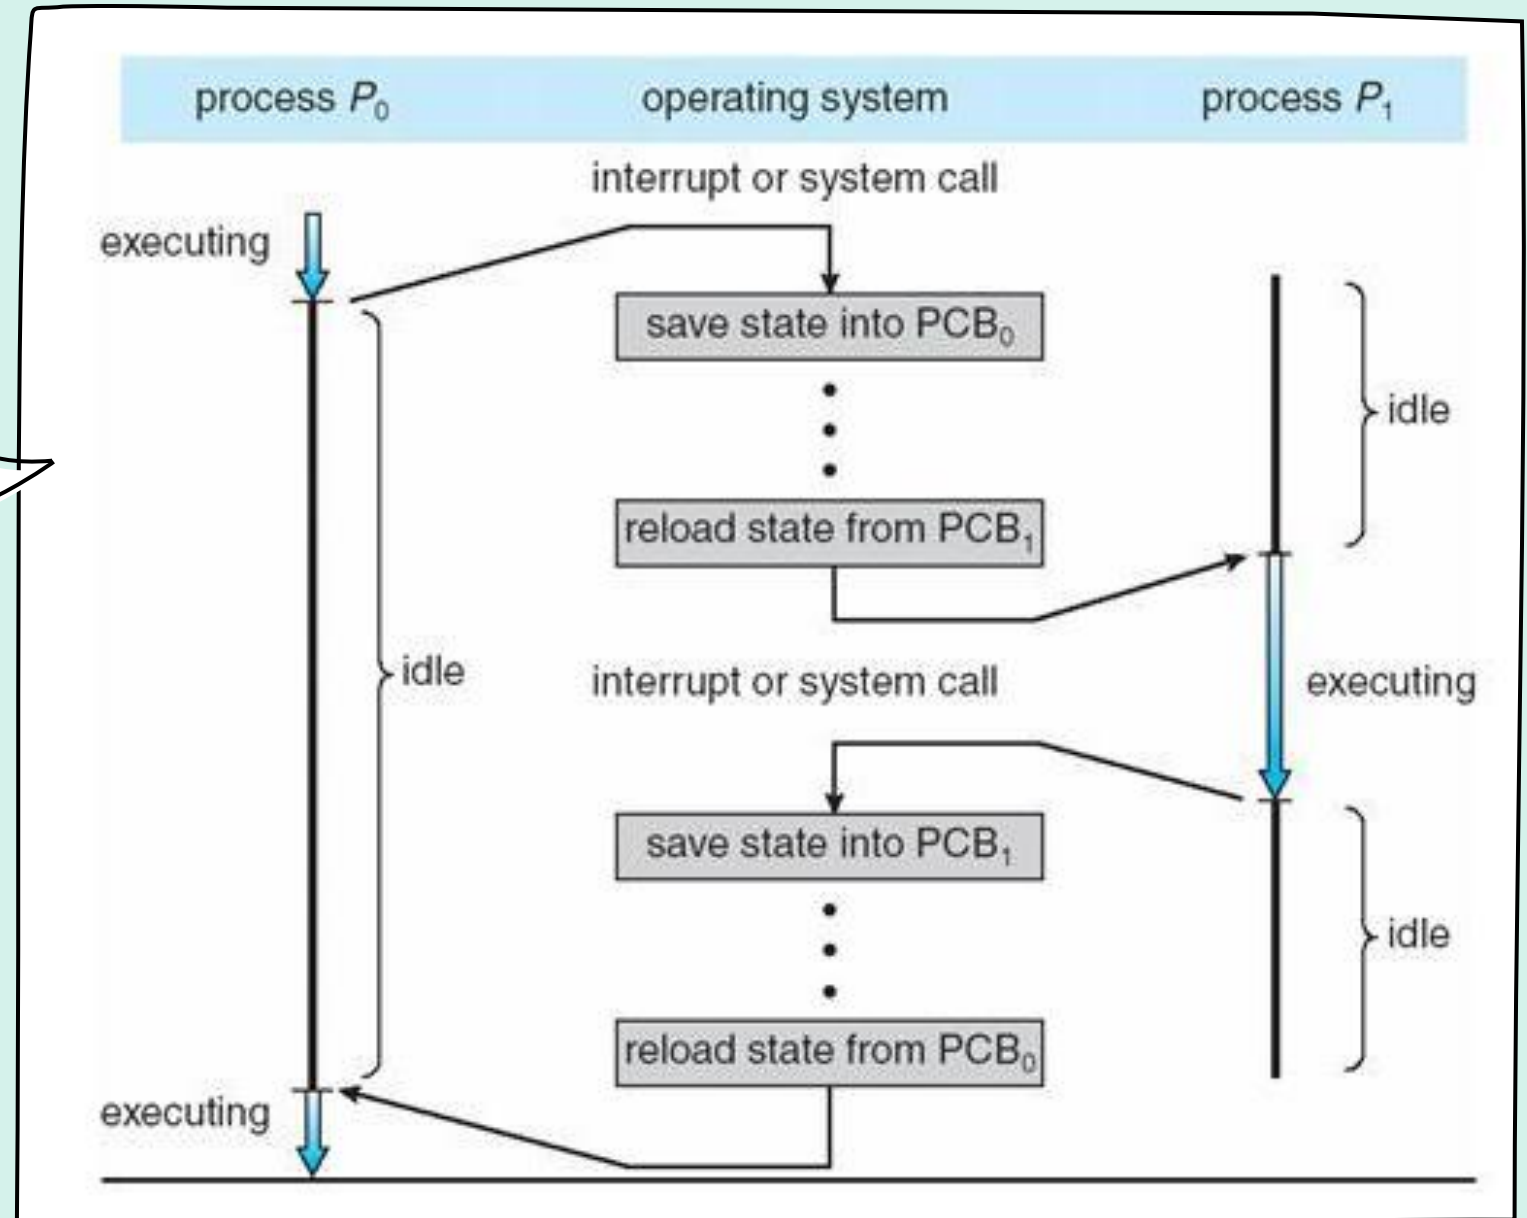 process P₀ operating system process P₁
interrupt or system call
executing
save state into PCB₀
idle
reload state from PCB₁
idle
interrupt or system call
executing
save state into PCB₁
idle
reload state from PCB₀
executing